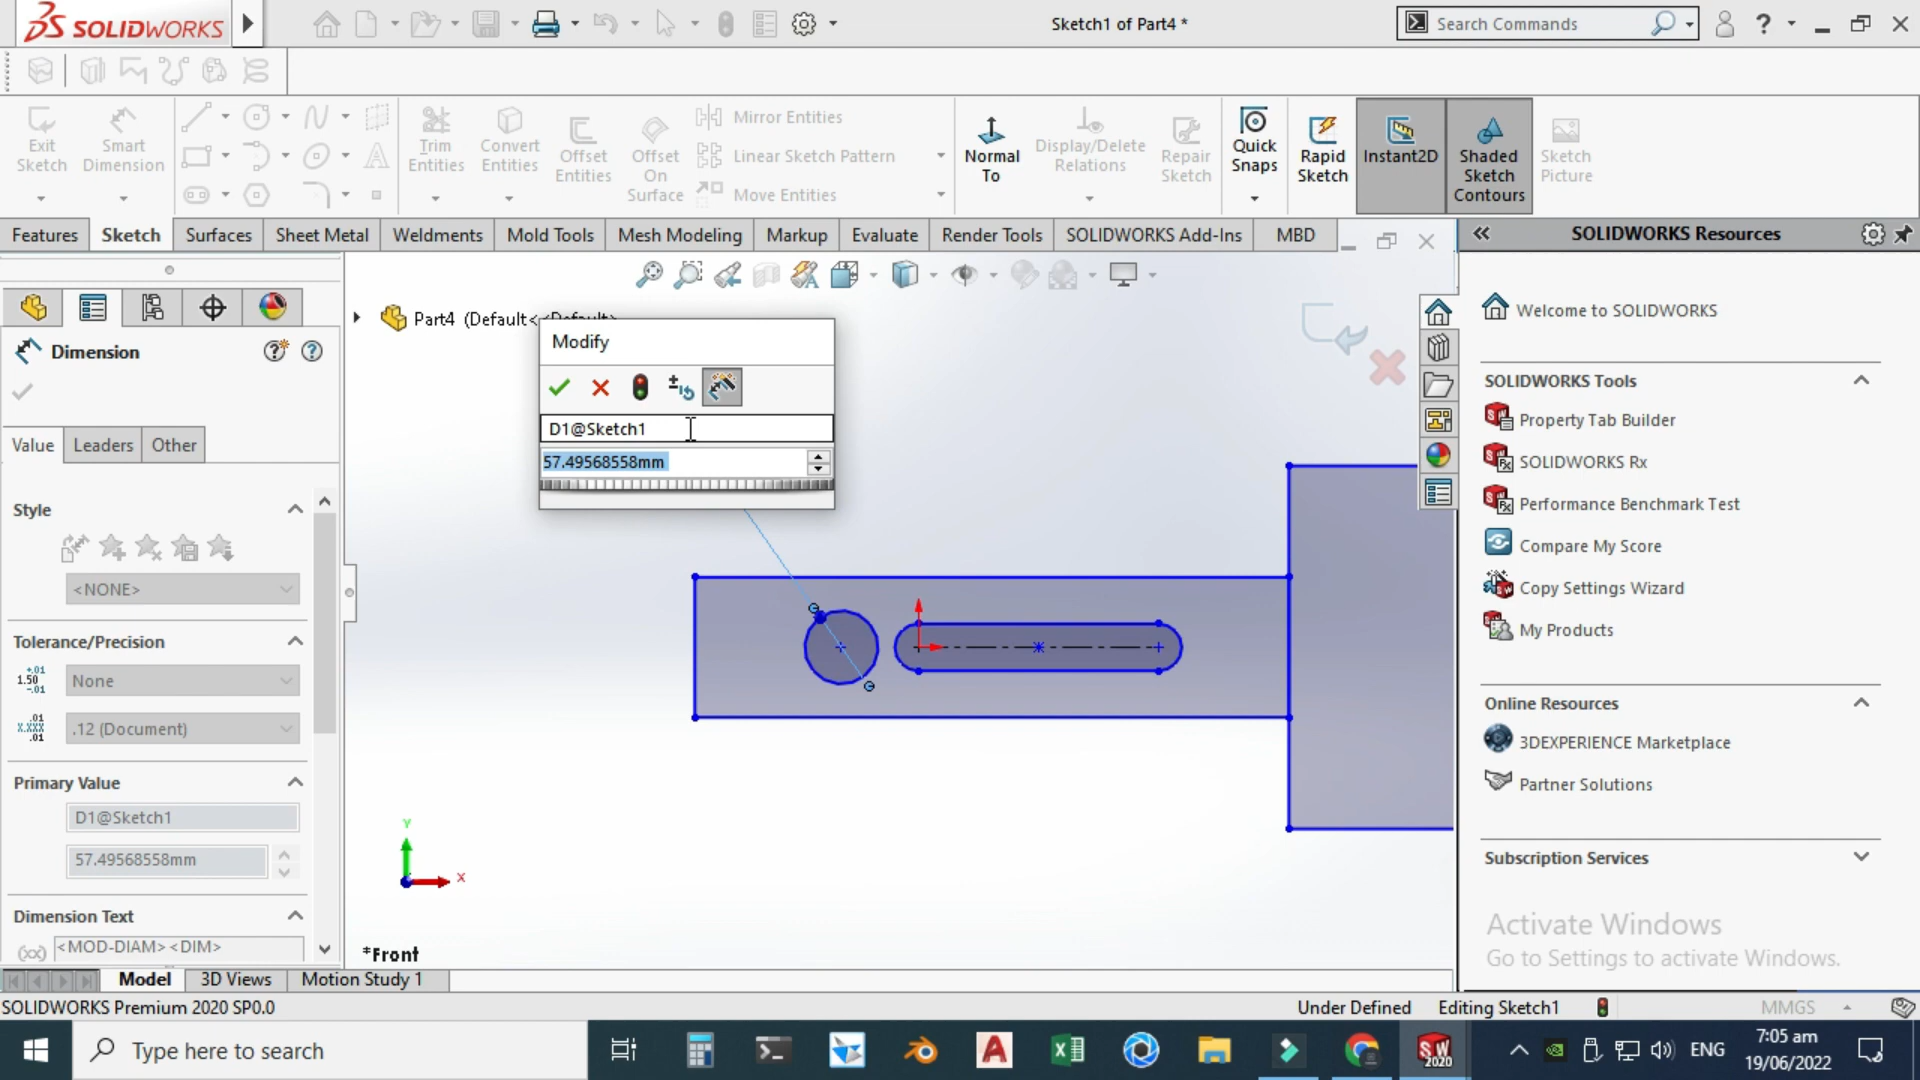 SOLIDWORKS
Sketch1 of Part4 *
Search Commands
Exit Sketch
Smart Dimension
Trim Entities
Convert Entities
Offset Entities
Offset On Surface
Mirror Entities
Linear Sketch Pattern
Move Entities
Normal To
Display/Delete Relations
Repair Sketch
Quick Snaps
Rapid Sketch
Instant2D
Shaded Sketch Contours
Sketch Picture
Features
Sketch
Surfaces
Sheet Metal
Weldments
Mold Tools
Mesh Modeling
Markup
Evaluate
Render Tools
SOLIDWORKS Add-Ins
MBD
SOLIDWORKS Resources
Part4 (Default<<Default>
Dimension
Value
Leaders
Other
Style
<NONE>
Tolerance/Precision
None
.12 (Document)
Primary Value
D1@Sketch1
57.49568558mm
Dimension Text
<MOD-DIAM><DIM>
Modify
D1@Sketch1
57.49568558mm
Y
X
*Front
Welcome to SOLIDWORKS
SOLIDWORKS Tools
Property Tab Builder
SOLIDWORKS Rx
Performance Benchmark Test
Compare My Score
Copy Settings Wizard
My Products
Online Resources
3DEXPERIENCE Marketplace
Partner Solutions
Subscription Services
Activate Windows
Go to Settings to activate Windows.
Model
3D Views
Motion Study 1
SOLIDWORKS Premium 2020 SP0.0
Under Defined
Editing Sketch1
MMGS
Type here to search
ENG
7:05 am
19/06/2022